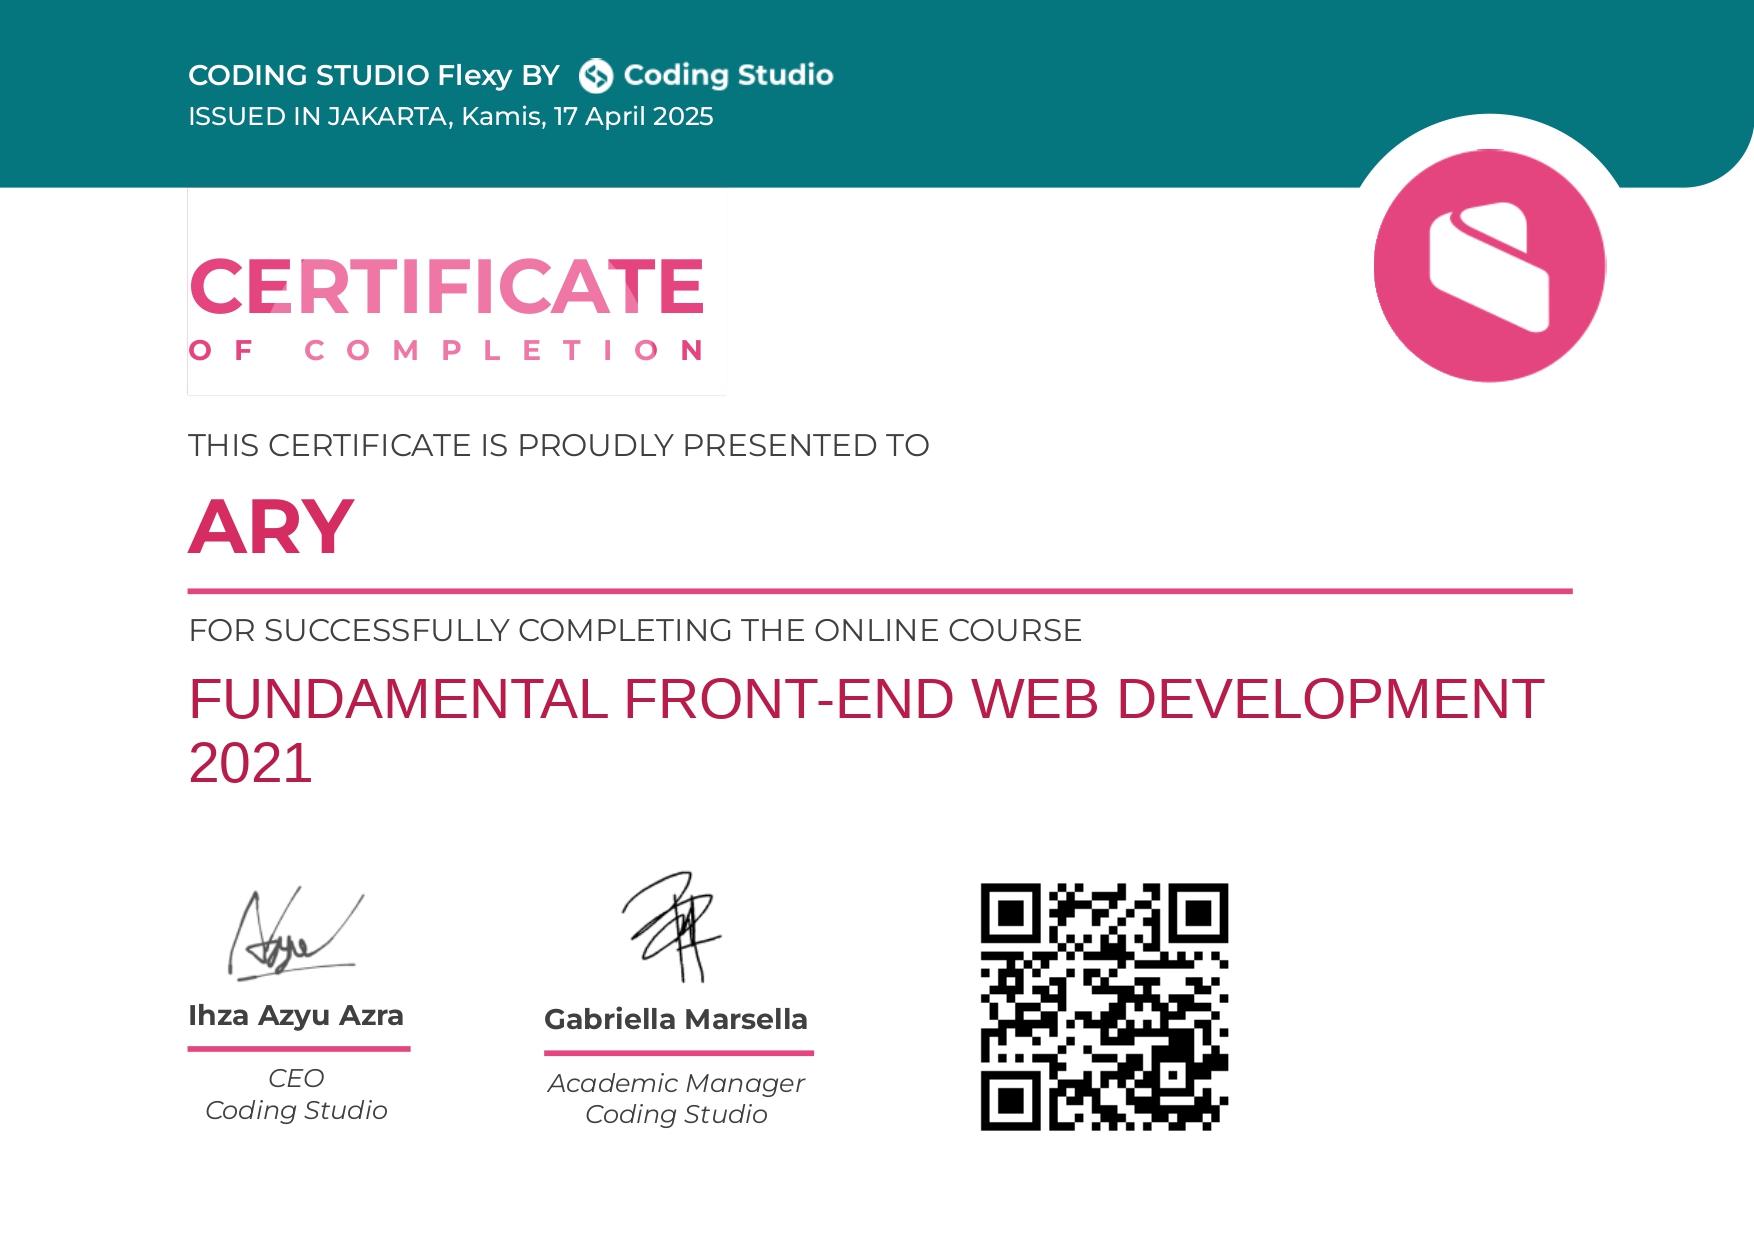 CODING STUDIO Flexy BY Coding Studio
ISSUED IN JAKARTA, Kamis, 17 April 2025
CERTIFICATE
OF COMPLETION
THIS CERTIFICATE IS PROUDLY PRESENTED TO
ARY
FOR SUCCESSFULLY COMPLETING THE ONLINE COURSE
FUNDAMENTAL FRONT-END WEB DEVELOPMENT
2021
Ihza Azyu Azra
CEO
Coding Studio
Gabriella Marsella
Academic Manager
Coding Studio